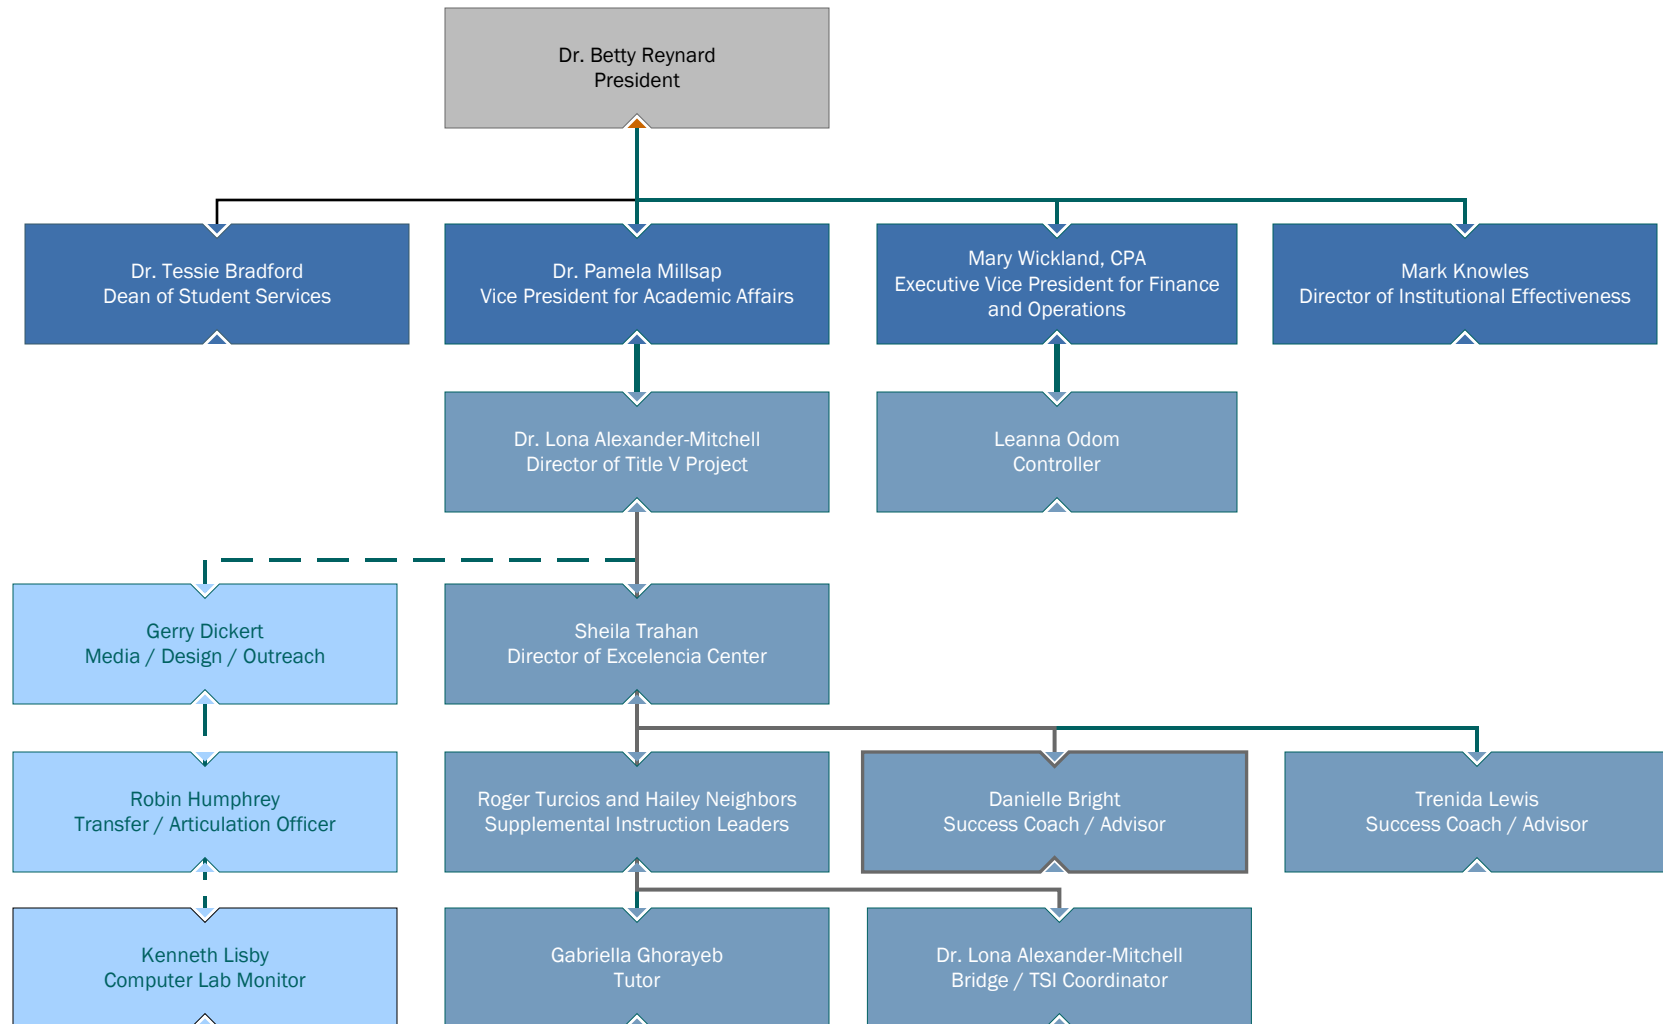 Dr. Betty Reynard
President
Dr. Tessie Bradford
Dean of Student Services
Dr. Pamela Millsap
Vice President for Academic Affairs
Mary Wickland, CPA
Executive Vice President for Finance
and Operations
Mark Knowles
Director of Institutional Effectiveness
Dr. Lona Alexander-Mitchell
Director of Title V Project
Leanna Odom
Controller
Gerry Dickert
Media / Design / Outreach
Sheila Trahan
Director of Excelencia Center
Robin Humphrey
Transfer / Articulation Officer
Roger Turcios and Hailey Neighbors
Supplemental Instruction Leaders
Danielle Bright
Success Coach / Advisor
Trenida Lewis
Success Coach / Advisor
Kenneth Lisby
Computer Lab Monitor
Gabriella Ghorayeb
Tutor
Dr. Lona Alexander-Mitchell
Bridge / TSI Coordinator